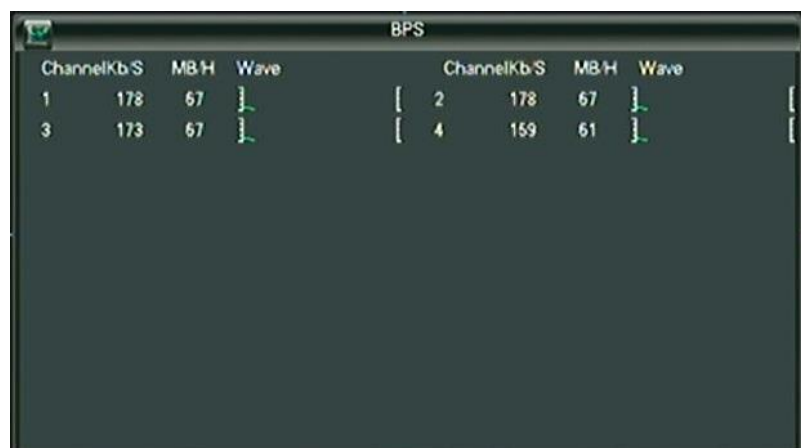 BPS
ChannelKb/S MB/H Wave ChannelKb/S MB/H Wave
1 178 67 2 178 67
3 173 67 4 159 61